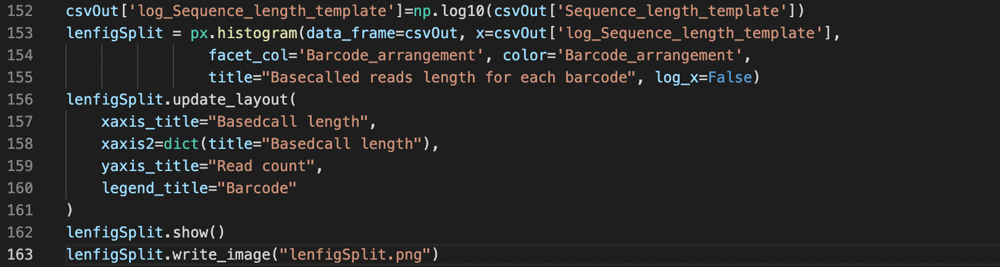 152 csvOut['log_Sequence_length_template']=np.log10(csvOut['Sequence_length_template'])
153 lenfigSplit = px.histogram(data_frame=csvOut, x=csvOut['log_Sequence_length_template'],
154 facet_col='Barcode_arrangement', color='Barcode_arrangement',
155 title="Basecalled reads length for each barcode", log_x=False)
156 lenfigSplit.update_layout(
157 xaxis_title="Basedcall length",
158 xaxis2=dict(title="Basedcall length"),
159 yaxis_title="Read count",
160 legend_title="Barcode"
161 )
162 lenfigSplit.show()
163 lenfigSplit.write_image("lenfigSplit.png")